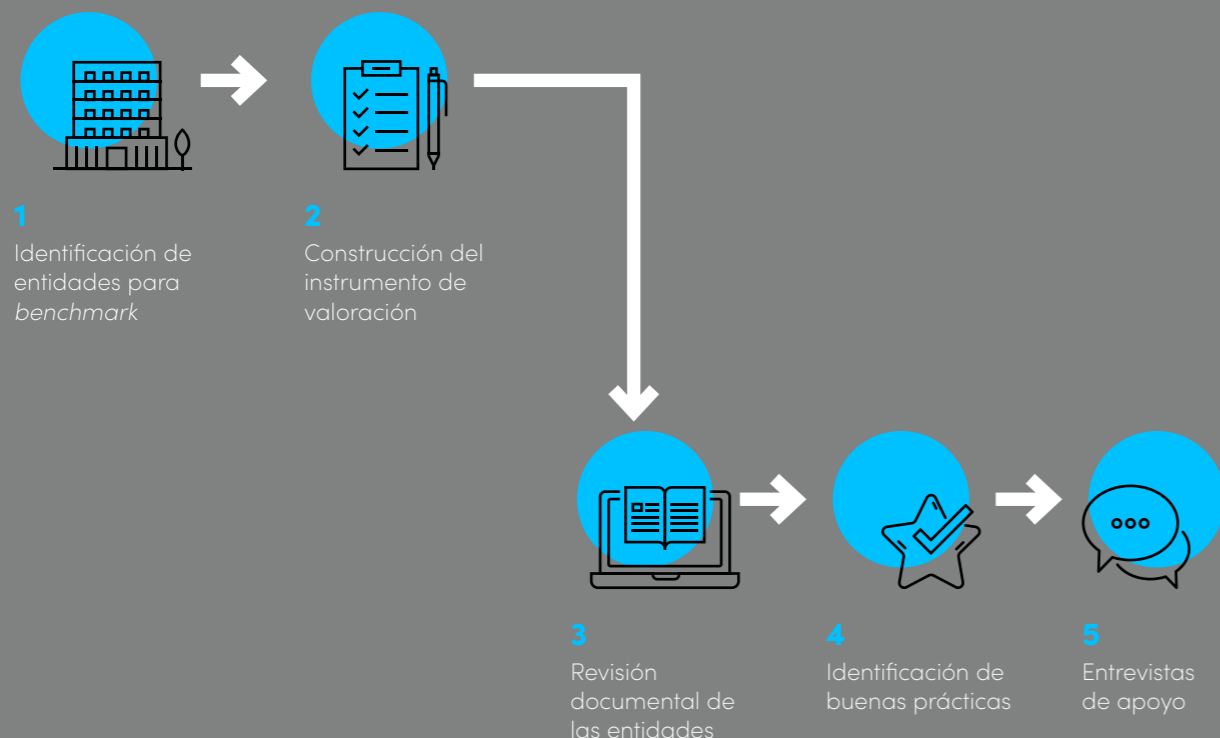 1
Identificación de
entidades para
benchmark
2
Construcción del
instrumento de
valoración
3
Revisión
documental de
las entidades
4
Identificación de
buenas prácticas
5
Entrevistas
de apoyo